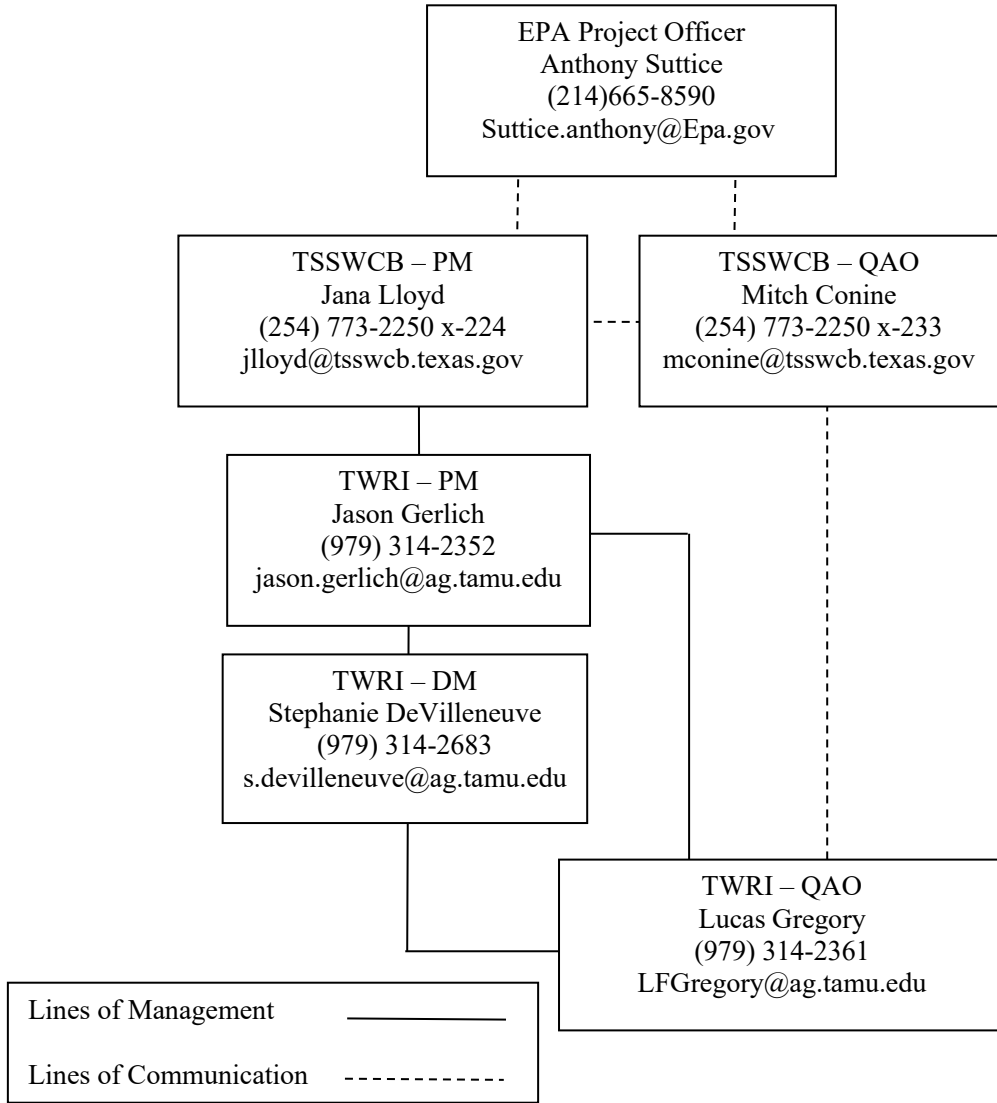 EPA Project Officer
Anthony Suttice
(214)665-8590
Suttice.anthony@Epa.gov
TSSWCB – PM
Jana Lloyd
(254) 773-2250 x-224
jlloyd@tsswcb.texas.gov
TSSWCB – QAO
Mitch Conine
(254) 773-2250 x-233
mconine@tsswcb.texas.gov
TWRI – PM
Jason Gerlich
(979) 314-2352
jason.gerlich@ag.tamu.edu
TWRI – DM
Stephanie DeVilleneuve
(979) 314-2683
s.devilleneuve@ag.tamu.edu
TWRI – QAO
Lucas Gregory
(979) 314-2361
LFGregory@ag.tamu.edu
Lines of Management
Lines of Communication